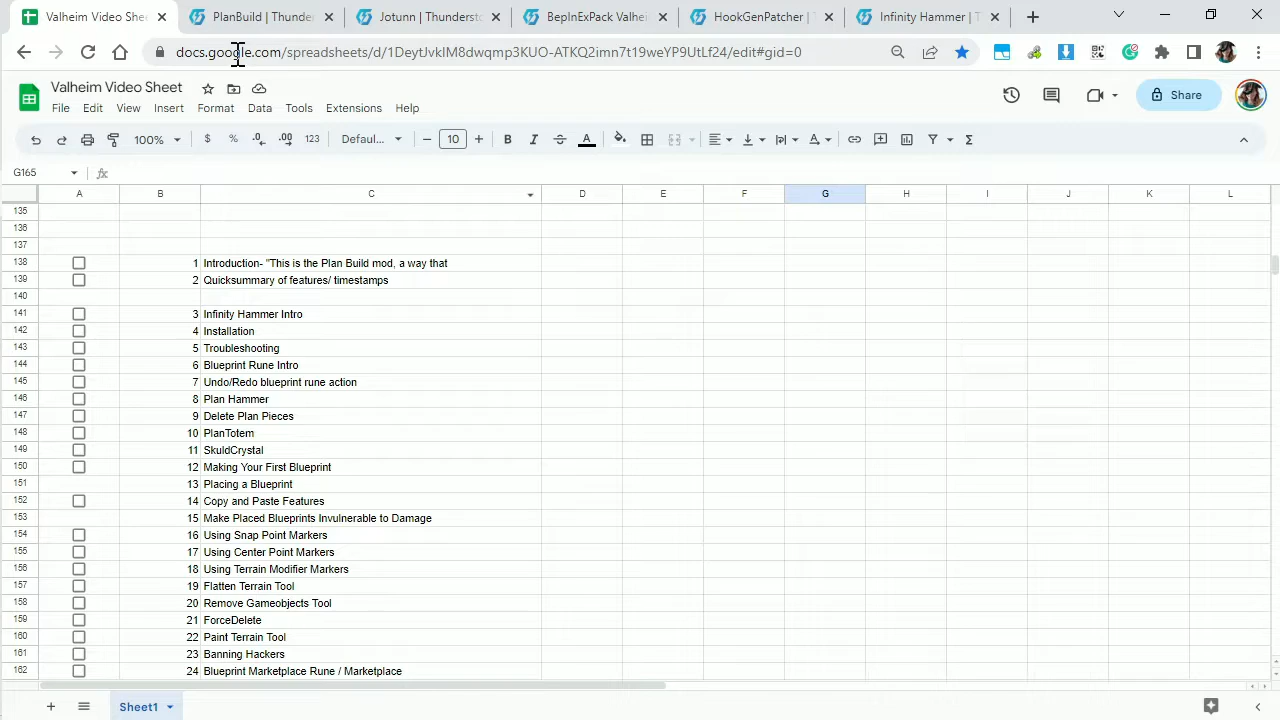 Valheim Video Shee
PlanBuild | Thunder
Jotunn | Thunderst
BepInExPack Valhei
HookGenPatcher | T
Infinity Hammer | T
docs.google.com/spreadsheets/d/1DeytJvkIM8dwqmp3KUO-ATKQ2imn7t19weYP9UtLf24/edit#gid=0
Valheim Video Sheet
File Edit View Insert Format Data Tools Extensions Help
Share
100% $ % .0 .00 123 Defaul... 10 B I A
G165
A B C D E F G H I J K L
135
136
137
138 1 Introduction- "This is the Plan Build mod, a way that
139 2 Quicksummary of features/ timestamps
140
141 3 Infinity Hammer Intro
142 4 Installation
143 5 Troubleshooting
144 6 Blueprint Rune Intro
145 7 Undo/Redo blueprint rune action
146 8 Plan Hammer
147 9 Delete Plan Pieces
148 10 PlanTotem
149 11 SkuldCrystal
150 12 Making Your First Blueprint
151 13 Placing a Blueprint
152 14 Copy and Paste Features
153 15 Make Placed Blueprints Invulnerable to Damage
154 16 Using Snap Point Markers
155 17 Using Center Point Markers
156 18 Using Terrain Modifier Markers
157 19 Flatten Terrain Tool
158 20 Remove Gameobjects Tool
159 21 ForceDelete
160 22 Paint Terrain Tool
161 23 Banning Hackers
162 24 Blueprint Marketplace Rune / Marketplace
Sheet1